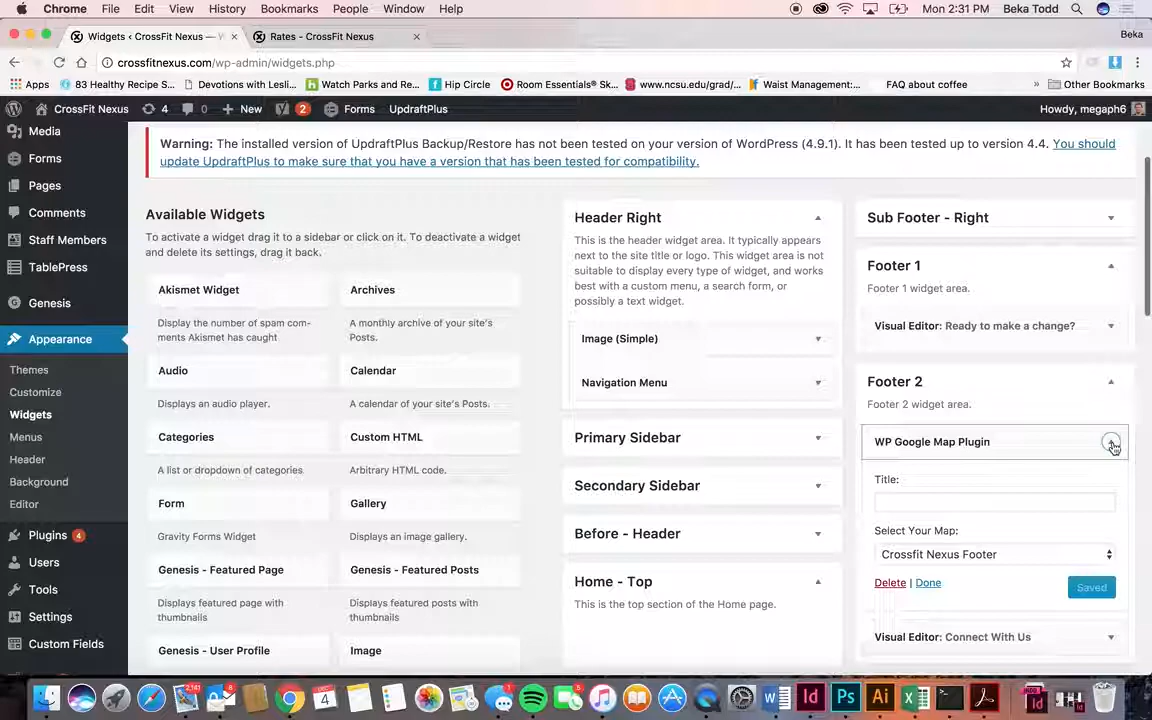 Chrome File Edit View History Bookmarks People Window Help Mon 2:31 PM Beka Todd
Widgets ‹ CrossFit Nexus — W × Rates - CrossFit Nexus × Beka
crossfitnexus.com/wp-admin/widgets.php
Apps 83 Healthy Recipe S... Devotions with Lesli... Watch Parks and Re... Hip Circle Room Essentials® Sk... www.ncsu.edu/grad/... Waist Management:... FAQ about coffee » Other Bookmarks
CrossFit Nexus 4 0 + New 2 Forms UpdraftPlus Howdy, megaph6
Media
Forms
Pages
Comments
Staff Members
TablePress
Genesis
Appearance
Themes
Customize
Widgets
Menus
Header
Background
Editor
Plugins 4
Users
Tools
Settings
Custom Fields
Warning: The installed version of UpdraftPlus Backup/Restore has not been tested on your version of WordPress (4.9.1). It has been tested up to version 4.4. You should
update UpdraftPlus to make sure that you have a version that has been tested for compatibility.
Available Widgets
To activate a widget drag it to a sidebar or click on it. To deactivate a widget
and delete its settings, drag it back.
Akismet Widget Archives
Display the number of spam com- A monthly archive of your site's
ments Akismet has caught Posts.
Audio Calendar
Displays an audio player. A calendar of your site's Posts.
Categories Custom HTML
A list or dropdown of categories. Arbitrary HTML code.
Form Gallery
Gravity Forms Widget Displays an image gallery.
Genesis - Featured Page Genesis - Featured Posts
Displays featured page with Displays featured posts with
thumbnails thumbnails
Genesis - User Profile Image
Header Right
This is the header widget area. It typically appears
next to the site title or logo. This widget area is not
suitable to display every type of widget, and works
best with a custom menu, a search form, or
possibly a text widget.
Image (Simple)
Navigation Menu
Primary Sidebar
Secondary Sidebar
Before - Header
Home - Top
This is the top section of the Home page.
Sub Footer - Right
Footer 1
Footer 1 widget area.
Visual Editor: Ready to make a change?
Footer 2
Footer 2 widget area.
WP Google Map Plugin
Title:
Select Your Map:
Crossfit Nexus Footer
Delete | Done Saved
Visual Editor: Connect With Us
2,141 8 DEC 4 1 5 W Id Ps Ai X Id